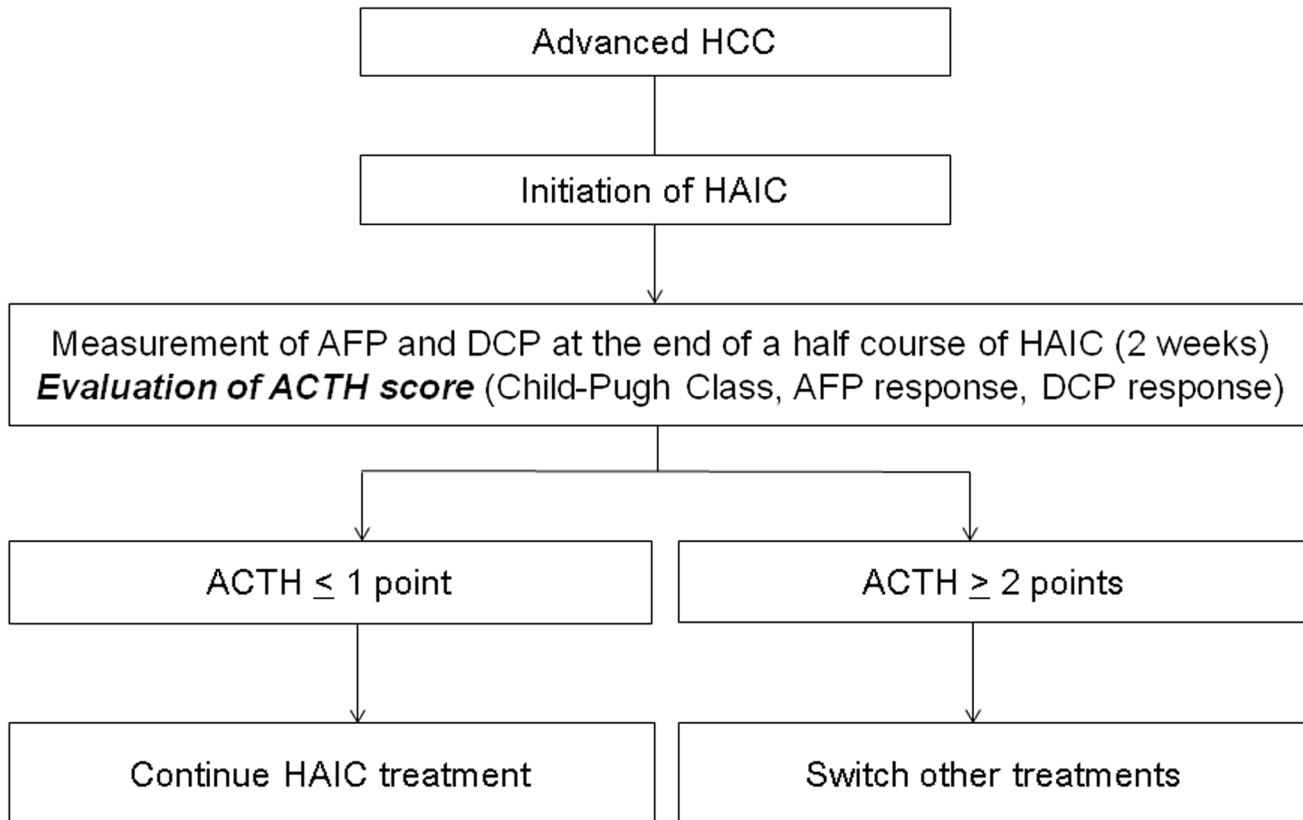 Advanced HCC
Initiation of HAIC
Measurement of AFP and DCP at the end of a half course of HAIC (2 weeks)
Evaluation of ACTH score (Child-Pugh Class, AFP response, DCP response)
ACTH ≤ 1 point
ACTH ≥ 2 points
Continue HAIC treatment
Switch other treatments